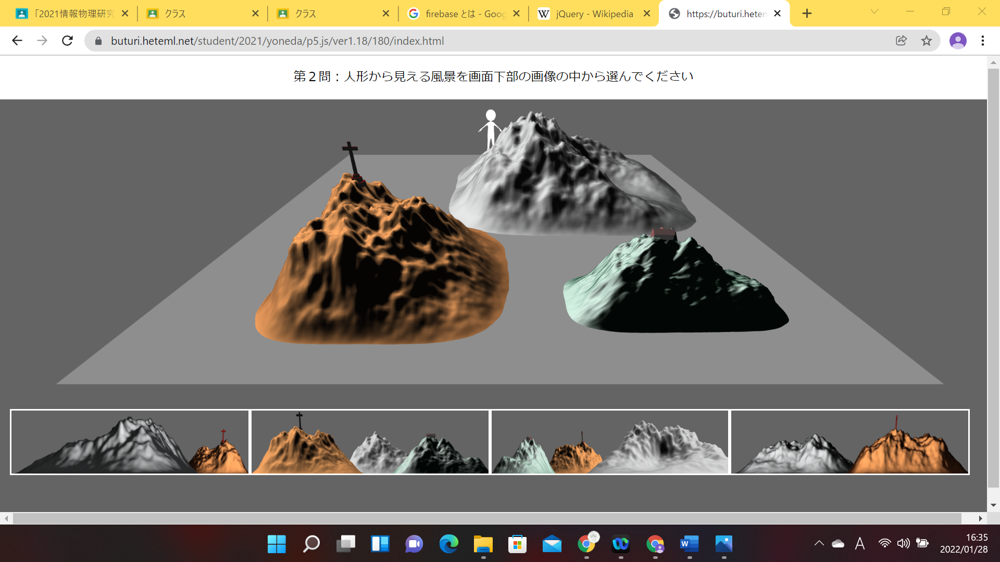 「2021情報物理研究
クラス
クラス
firebase とは - Goog
jQuery - Wikipedia
https://buturi.heten
buturi.heteml.net/student/2021/yoneda/p5.js/ver1.18/180/index.html
第２問：人形から見える風景を画面下部の画像の中から選んでください
A
16:35
2022/01/28